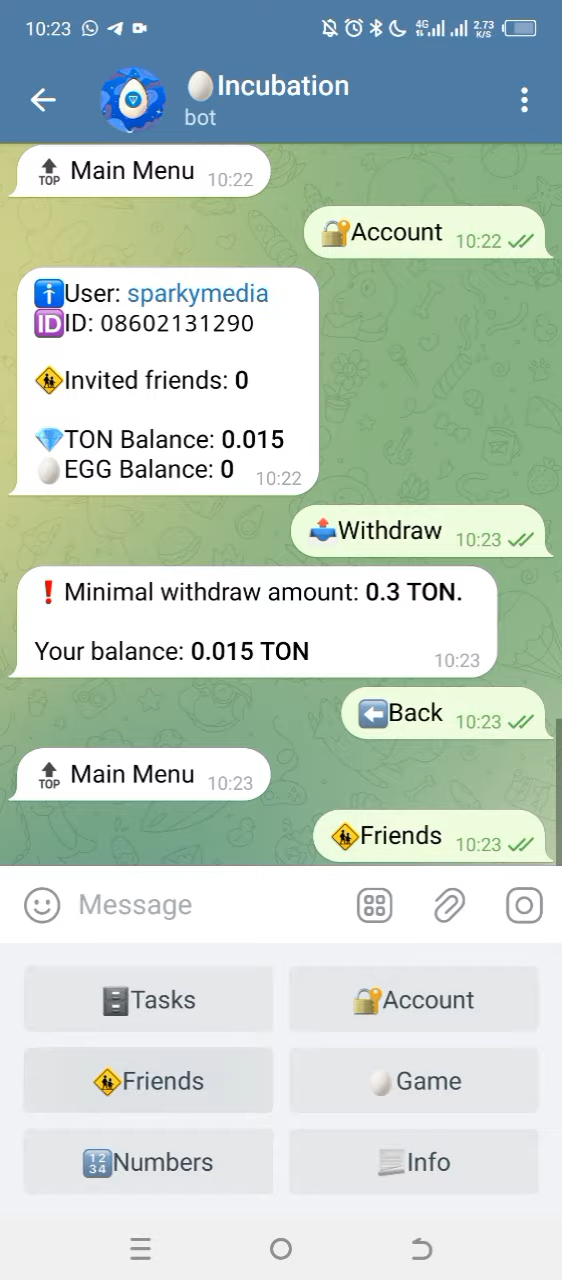 10:23
4G
2.73
K/S
🥚Incubation
bot
TOP Main Menu 10:22
🔐Account 10:22
User: sparkymedia
🆔ID: 08602131290
🚸Invited friends: 0
💎TON Balance: 0.015
🥚EGG Balance: 0 10:22
📤Withdraw 10:23
❗ Minimal withdraw amount: 0.3 TON.
Your balance: 0.015 TON
10:23
⬅Back 10:23
TOP Main Menu 10:23
🚸Friends 10:23
Message
🗄Tasks
🔐Account
🚸Friends
🥚Game
🔢Numbers
Info